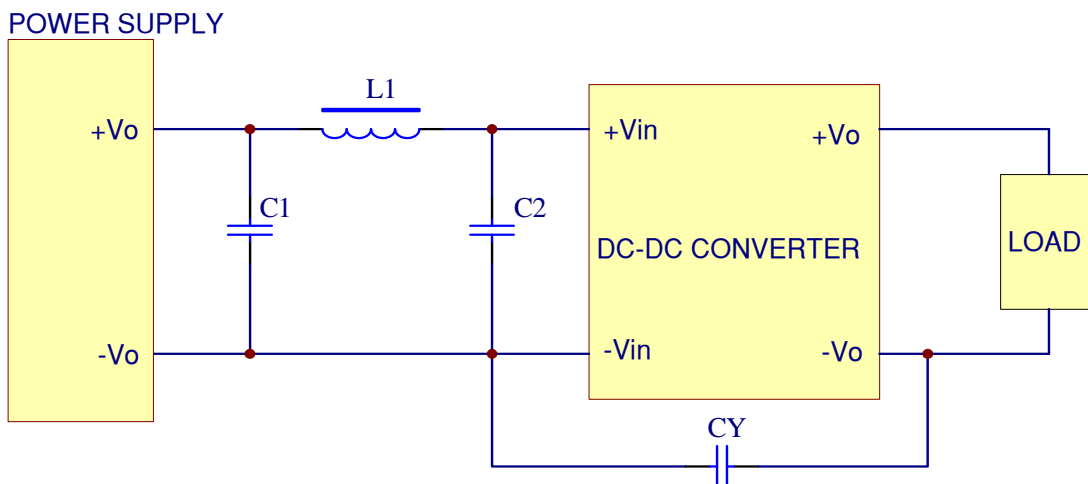 POWER SUPPLY
L1
+Vo
+Vin
+Vo
C1
C2
DC-DC CONVERTER
LOAD
-Vo
-Vin
-Vo
CY